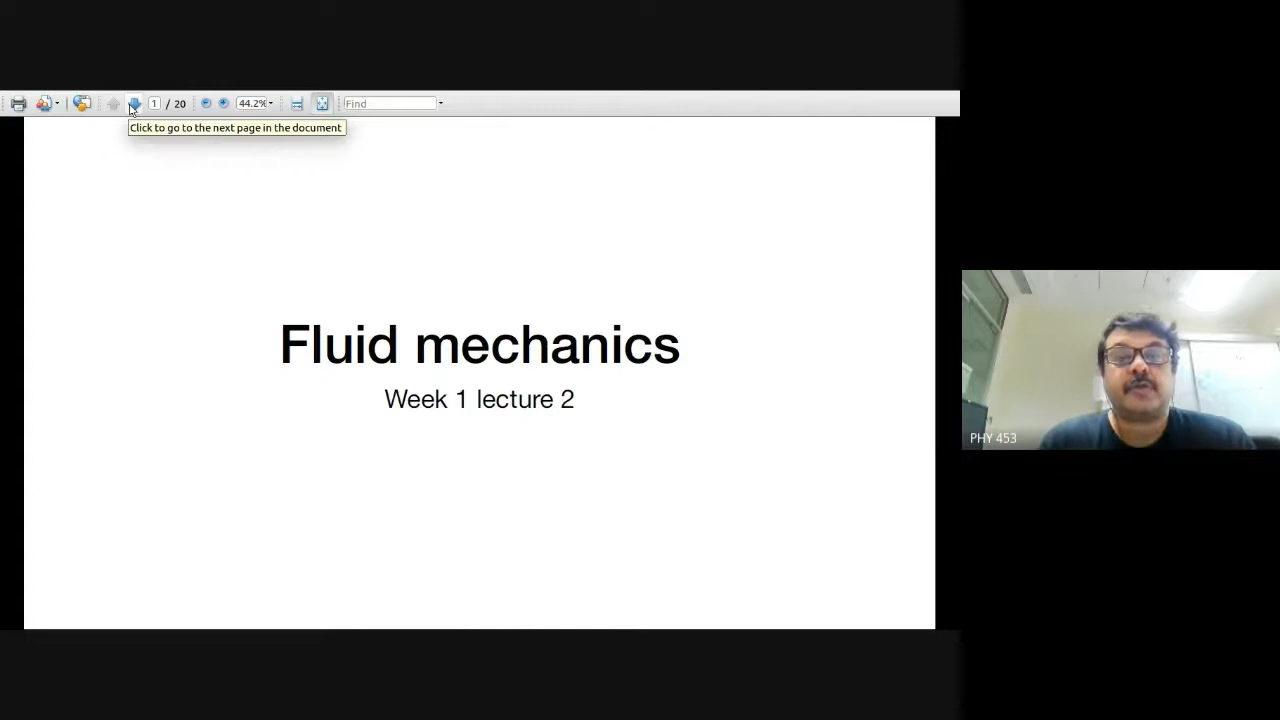 1 / 20 44.2% Find
Click to go to the next page in the document
Fluid mechanics
Week 1 lecture 2
PHY 453